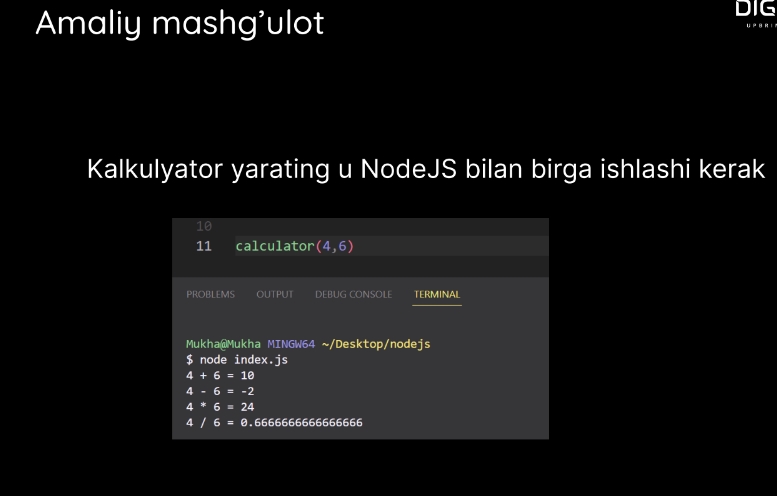 DIG
UPBRIN
Amaliy mashg’ulot
Kalkulyator yarating u NodeJS bilan birga ishlashi kerak
10
11 calculator(4,6)
PROBLEMS OUTPUT DEBUG CONSOLE TERMINAL
Mukha@Mukha MINGW64 ~/Desktop/nodejs
$ node index.js
4 + 6 = 10
4 - 6 = -2
4 * 6 = 24
4 / 6 = 0.6666666666666666